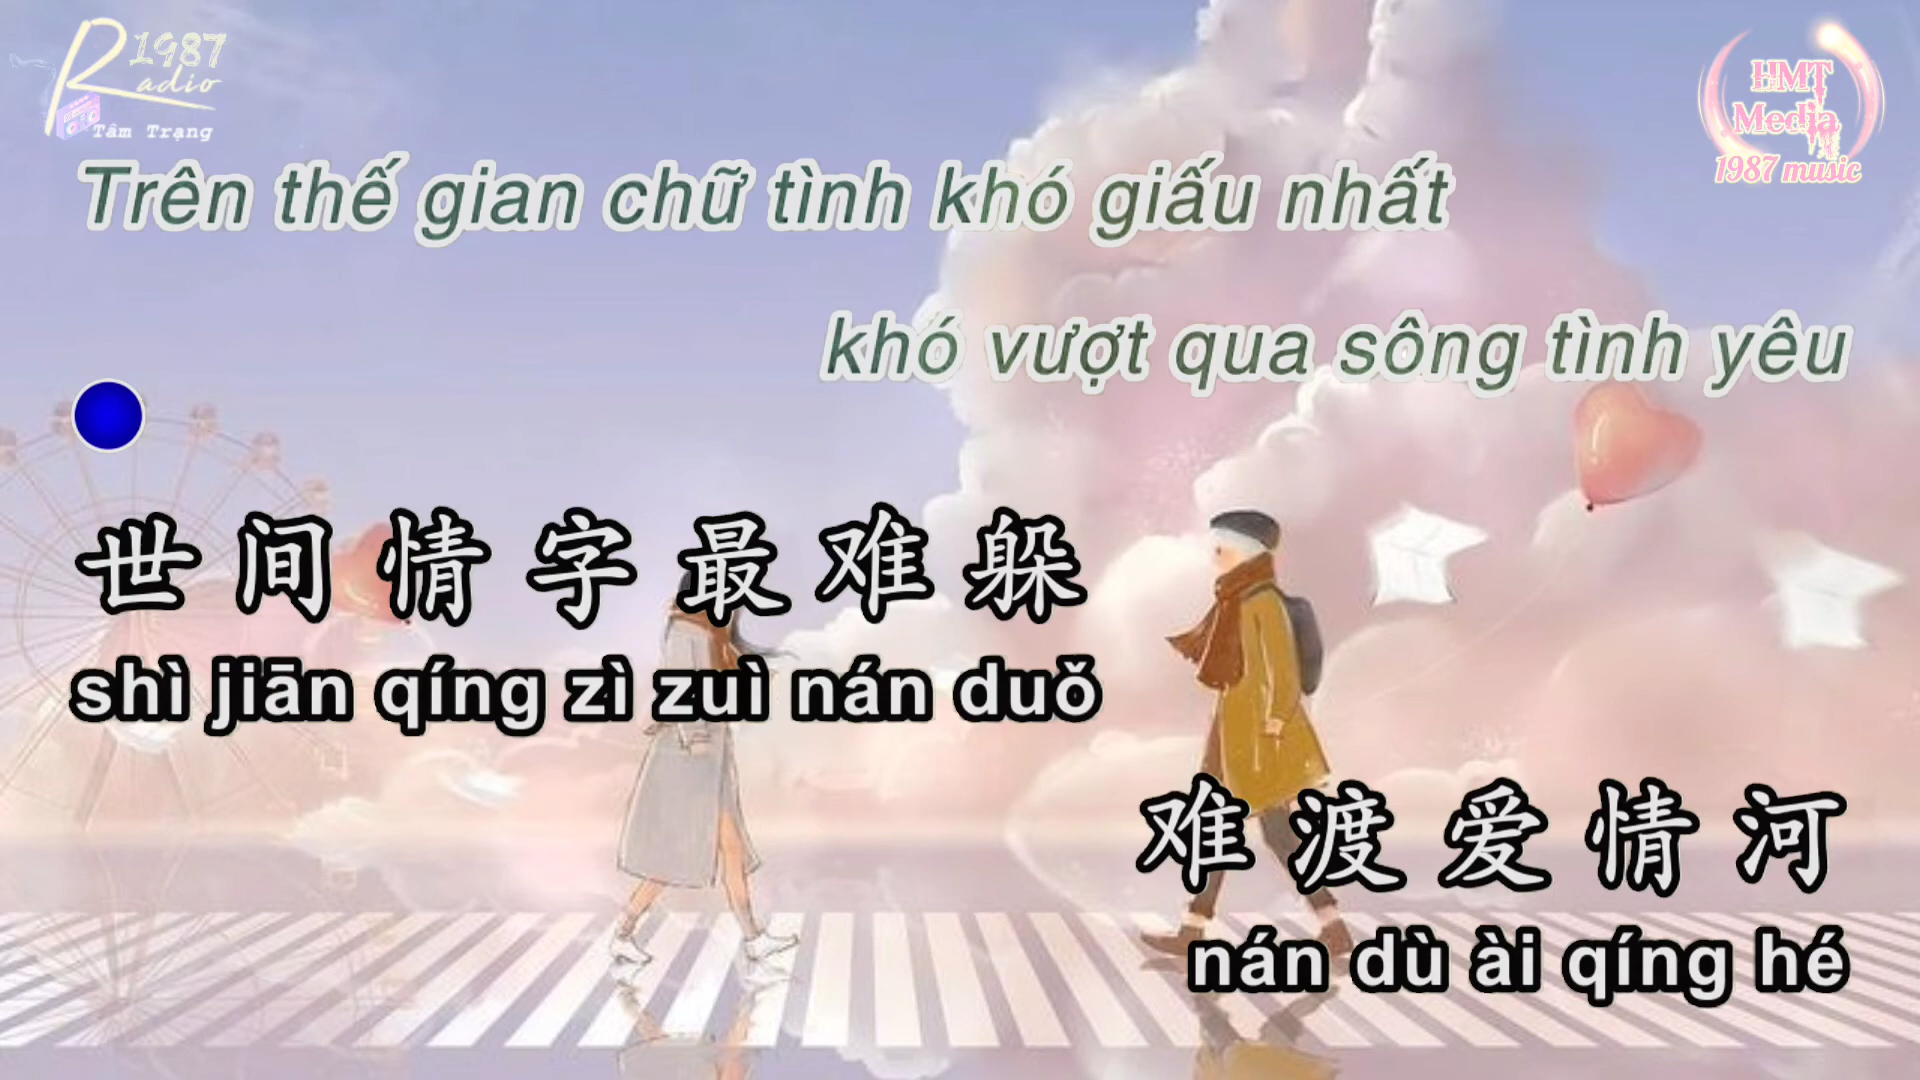 1987
Radio
Tâm Trạng
HMT
Media
1987 music
Trên thế gian chữ tình khó giấu nhất
khó vượt qua sông tình yêu
世间情字最难躲
shì jiān qíng zì zuì nán duǒ
难渡爱情河
nán dù ài qíng hé